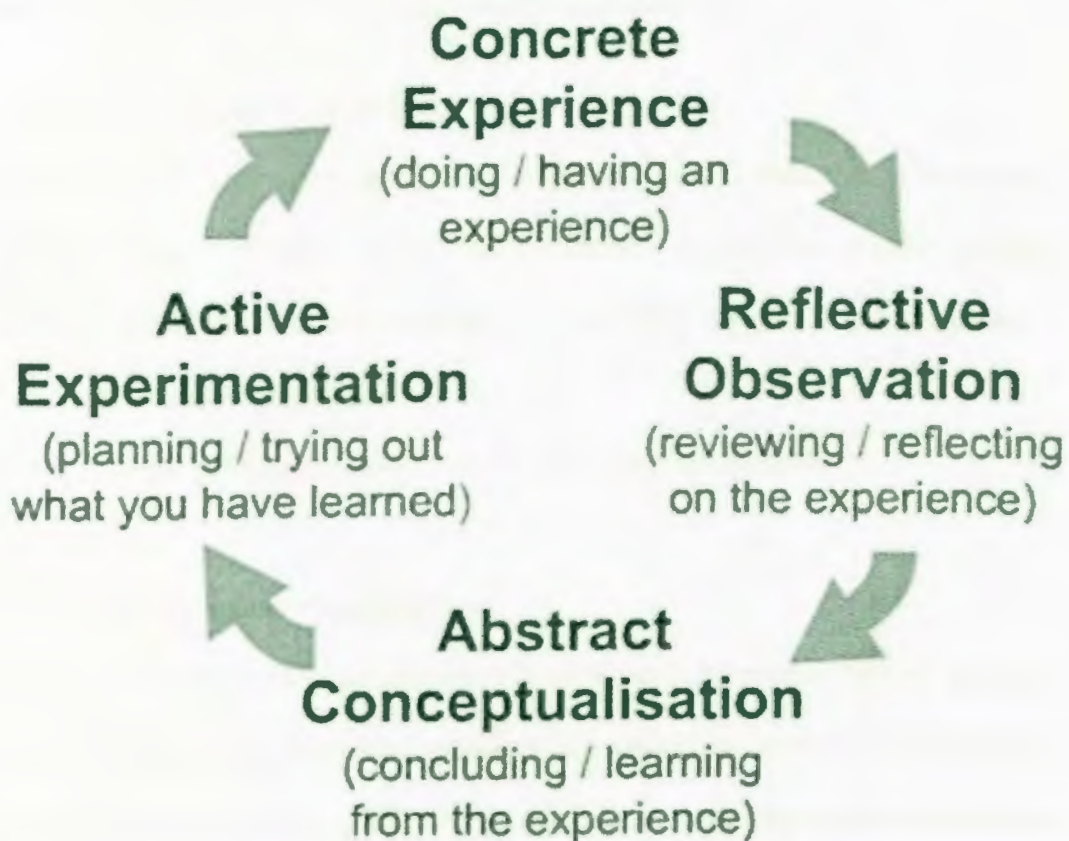 Concrete
Experience
(doing / having an
experience)
Reflective
Observation
(reviewing / reflecting
on the experience)
Abstract
Conceptualisation
(concluding / learning
from the experience)
Active
Experimentation
(planning / trying out
what you have learned)